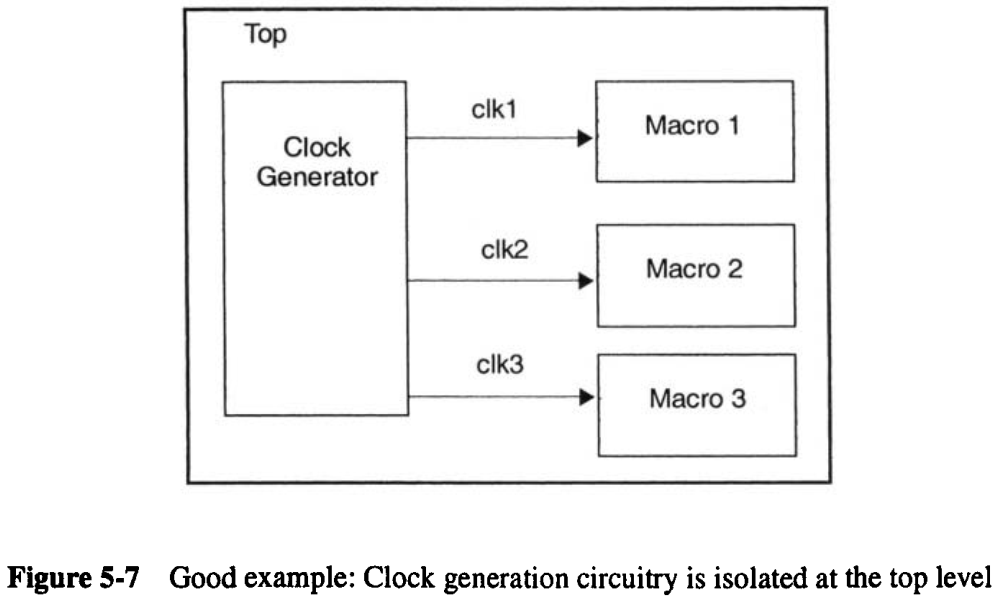 Top
Clock
Generator
clk1
Macro 1
clk2
Macro 2
clk3
Macro 3
Figure 5-7 Good example: Clock generation circuitry is isolated at the top level